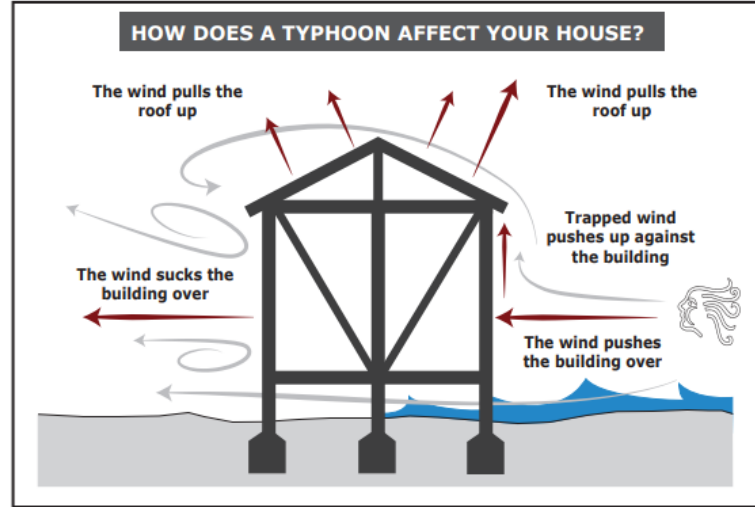 HOW DOES A TYPHOON AFFECT YOUR HOUSE?
The wind pulls the
roof up
The wind pulls the
roof up
Trapped wind
pushes up against
the building
The wind sucks the
building over
The wind pushes
the building over